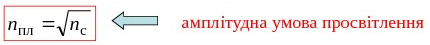 nпл = √nс амплітудна умова просвітлення